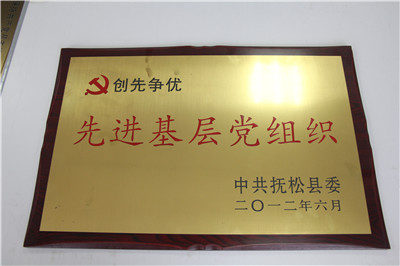 创先争优
先进基层党组织
中共抚松县委
二〇一二年六月